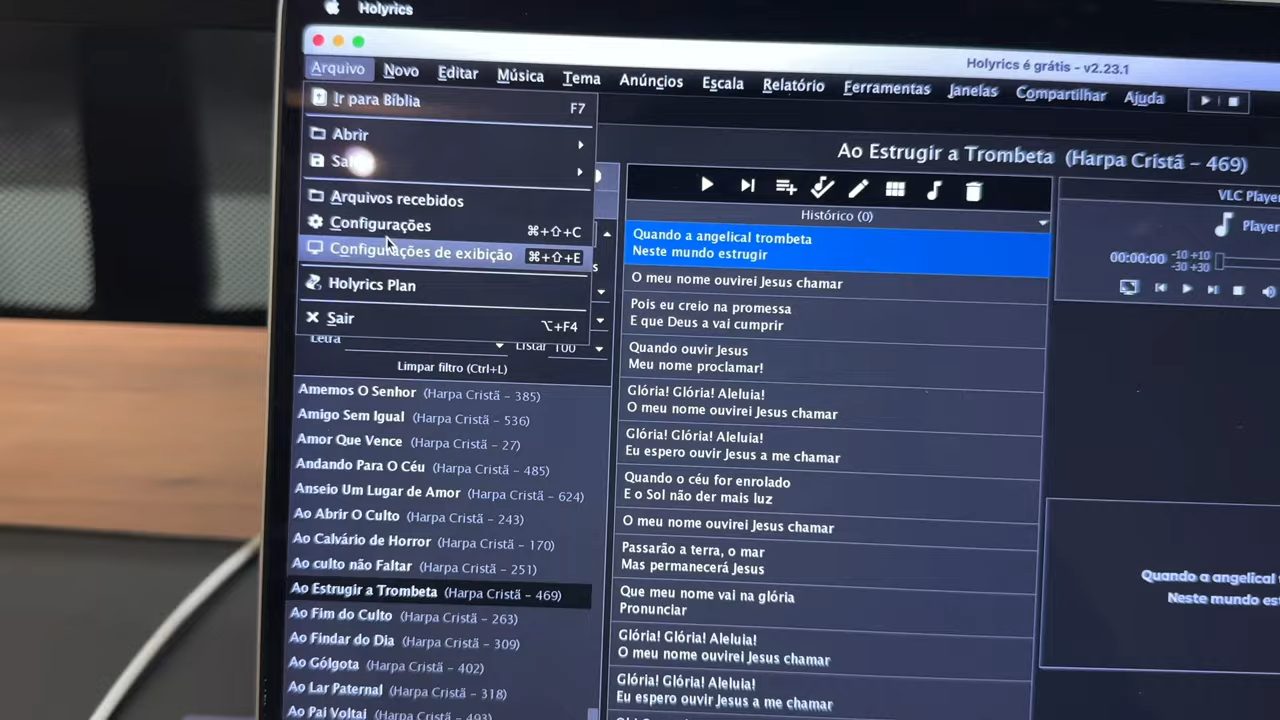 Holyrics
Holyrics é grátis - v2.23.1
Arquivo Novo Editar Música Tema Anúncios Escala Relatório Ferramentas Janelas Compartilhar Ajuda
Ir para Bíblia F7
Abrir
Arquivos recebidos
Configurações ⌘+⇧+C
Configurações de exibição ⌘+⇧+E
Holyrics Plan
Sair ⌥+F4
Letra Listar 100
Limpar filtro (Ctrl+L)
Amemos O Senhor (Harpa Cristã - 385)
Amigo Sem Igual (Harpa Cristã - 536)
Amor Que Vence (Harpa Cristã - 27)
Andando Para O Céu (Harpa Cristã - 485)
Anseio Um Lugar de Amor (Harpa Cristã - 624)
Ao Abrir O Culto (Harpa Cristã - 243)
Ao Calvário de Horror (Harpa Cristã - 170)
Ao culto não Faltar (Harpa Cristã - 251)
Ao Estrugir a Trombeta (Harpa Cristã - 469)
Ao Fim do Culto (Harpa Cristã - 263)
Ao Findar do Dia (Harpa Cristã - 309)
Ao Gólgota (Harpa Cristã - 402)
Ao Lar Paternal (Harpa Cristã - 318)
Ao Pai Voltai (Harpa Cristã - 493)
Ao Estrugir a Trombeta (Harpa Cristã - 469)
Histórico (0)
Quando a angelical trombeta
Neste mundo estrugir
O meu nome ouvirei Jesus chamar
Pois eu creio na promessa
E que Deus a vai cumprir
Quando ouvir Jesus
Meu nome proclamar!
Glória! Glória! Aleluia!
O meu nome ouvirei Jesus chamar
Glória! Glória! Aleluia!
Eu espero ouvir Jesus a me chamar
Quando o céu for enrolado
E o Sol não der mais luz
O meu nome ouvirei Jesus chamar
Passarão a terra, o mar
Mas permanecerá Jesus
Que meu nome vai na glória
Pronunciar
Glória! Glória! Aleluia!
O meu nome ouvirei Jesus chamar
Glória! Glória! Aleluia!
Eu espero ouvir Jesus a me chamar
VLC Player
Player
00:00:00 -10 +10
-30 +30
Quando a angelical
Neste mundo